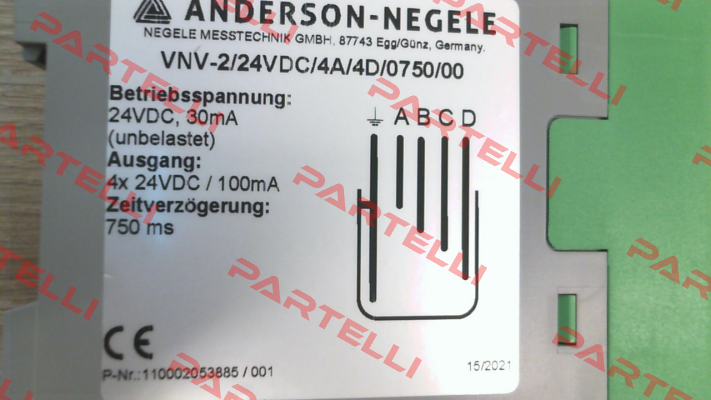 ANDERSON-NEGELE
NEGELE MESSTECHNIK GMBH, 87743 Egg/Günz, Germany.
VNV-2/24VDC/4A/4D/0750/00
Betriebsspannung:
24VDC, 30mA
(unbelastet)
Ausgang:
4x 24VDC / 100mA
Zeitverzögerung:
750 ms
A B C D
CE
P-Nr.:110002053885 / 001
15/2021
PARTELLI
PARTELLI
PARTELLI
PARTELLI
PARTELLI
PARTELLI
PARTELLI
PARTELLI